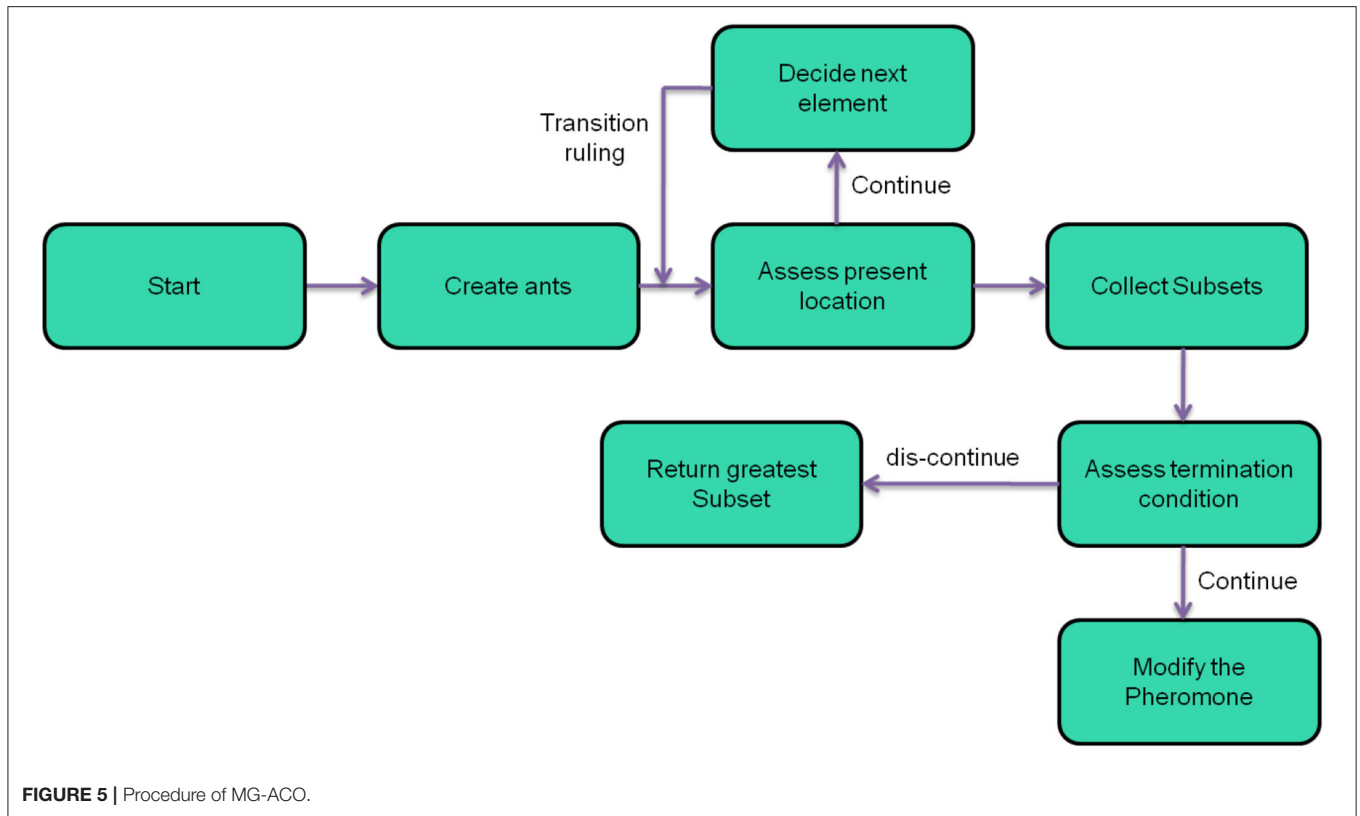 Decide next
element
Transition
ruling
Continue
Start
Create ants
Assess present
location
Collect Subsets
Return greatest
Subset
dis-continue
Assess termination
condition
Continue
Modify the
Pheromone
FIGURE 5 | Procedure of MG-ACO.